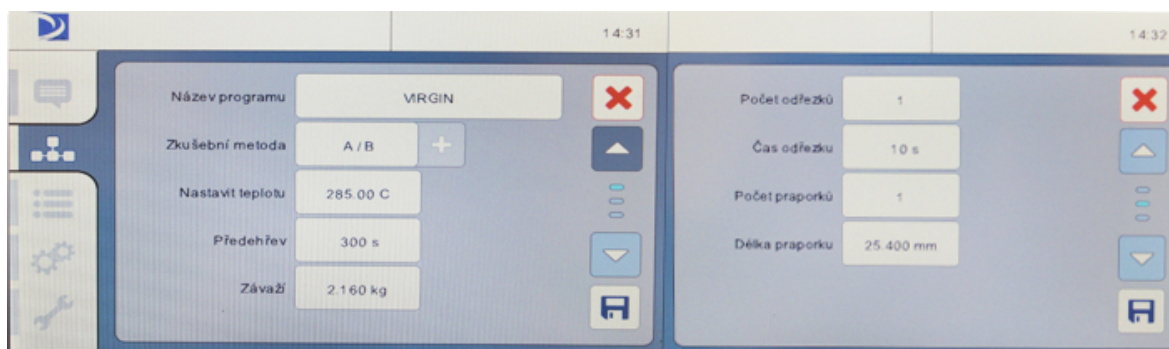 14:31
Název programu VIRGIN
Zkušební metoda A / B +
Nastavit teplotu 285.00 C
Předehřev 300 s
Závaží 2.160 kg
14:32
Počet odřezků 1
Čas odřezku 10 s
Počet praporků 1
Délka praporku 25.400 mm